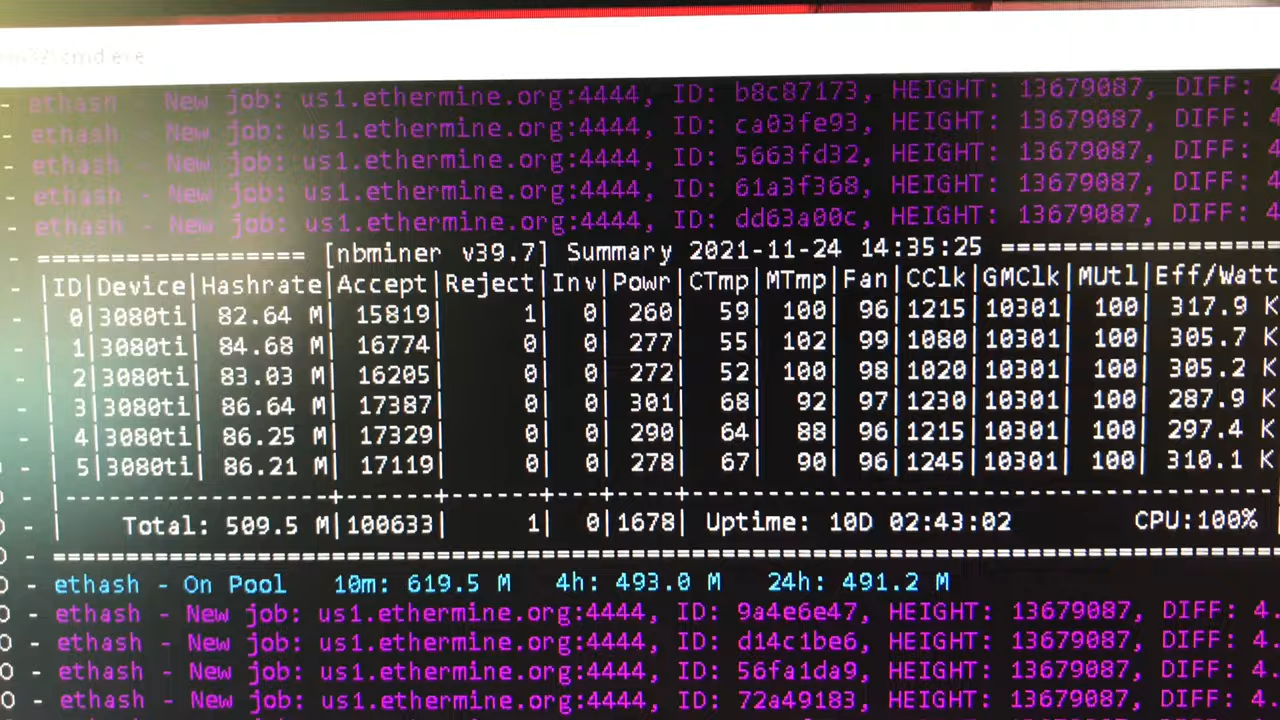 cmd.exe
- ethash - New job: us1.ethermine.org:4444, ID: b8c87173, HEIGHT: 13679087, DIFF: 4
- ethash - New job: us1.ethermine.org:4444, ID: ca03fe93, HEIGHT: 13679087, DIFF: 4
- ethash - New job: us1.ethermine.org:4444, ID: 5663fd32, HEIGHT: 13679087, DIFF: 4
- ethash - New job: us1.ethermine.org:4444, ID: 61a3f368, HEIGHT: 13679087, DIFF: 4
- ethash - New job: us1.ethermine.org:4444, ID: dd63a00c, HEIGHT: 13679087, DIFF: 4
- =================== [nbminer v39.7] Summary 2021-11-24 14:35:25 ==================
- |ID|Device|Hashrate|Accept|Reject|Inv|Powr|CTmp|MTmp|Fan|CClk|GMClk|MUtl|Eff/Watt
- | 0|3080ti| 82.64 M| 15819| 1| 0| 260| 59| 100| 96|1215|10301| 100| 317.9 K
- | 1|3080ti| 84.68 M| 16774| 0| 0| 277| 55| 102| 99|1080|10301| 100| 305.7 K
- | 2|3080ti| 83.03 M| 16205| 0| 0| 272| 52| 100| 98|1020|10301| 100| 305.2 K
- | 3|3080ti| 86.64 M| 17387| 0| 0| 301| 68| 92| 97|1230|10301| 100| 287.9 K
- | 4|3080ti| 86.25 M| 17329| 0| 0| 290| 64| 88| 96|1215|10301| 100| 297.4 K
- | 5|3080ti| 86.21 M| 17119| 0| 0| 278| 67| 90| 96|1245|10301| 100| 310.1 K
- |------------------+------+------+---+----+--------------------------------------
O - | Total: 509.5 M|100633| 1| 0|1678| Uptime: 10D 02:43:02 CPU:100%
O - ================================================================================
O - ethash - On Pool 10m: 619.5 M 4h: 493.0 M 24h: 491.2 M
O - ethash - New job: us1.ethermine.org:4444, ID: 9a4e6e47, HEIGHT: 13679087, DIFF: 4.
O - ethash - New job: us1.ethermine.org:4444, ID: d14c1be6, HEIGHT: 13679087, DIFF: 4.
O - ethash - New job: us1.ethermine.org:4444, ID: 56fa1da9, HEIGHT: 13679087, DIFF: 4.
O - ethash - New job: us1.ethermine.org:4444, ID: 72a49183, HEIGHT: 13679087, DIFF: 4.